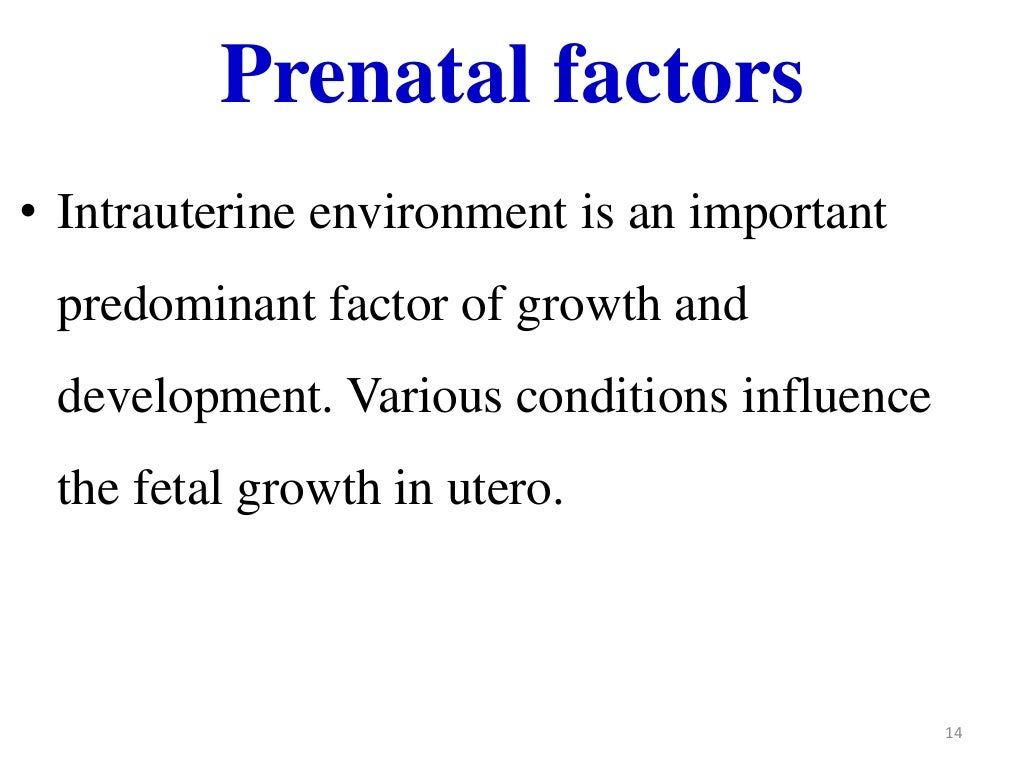 Prenatal factors
• Intrauterine environment is an important
predominant factor of growth and
development. Various conditions influence
the fetal growth in utero.
14